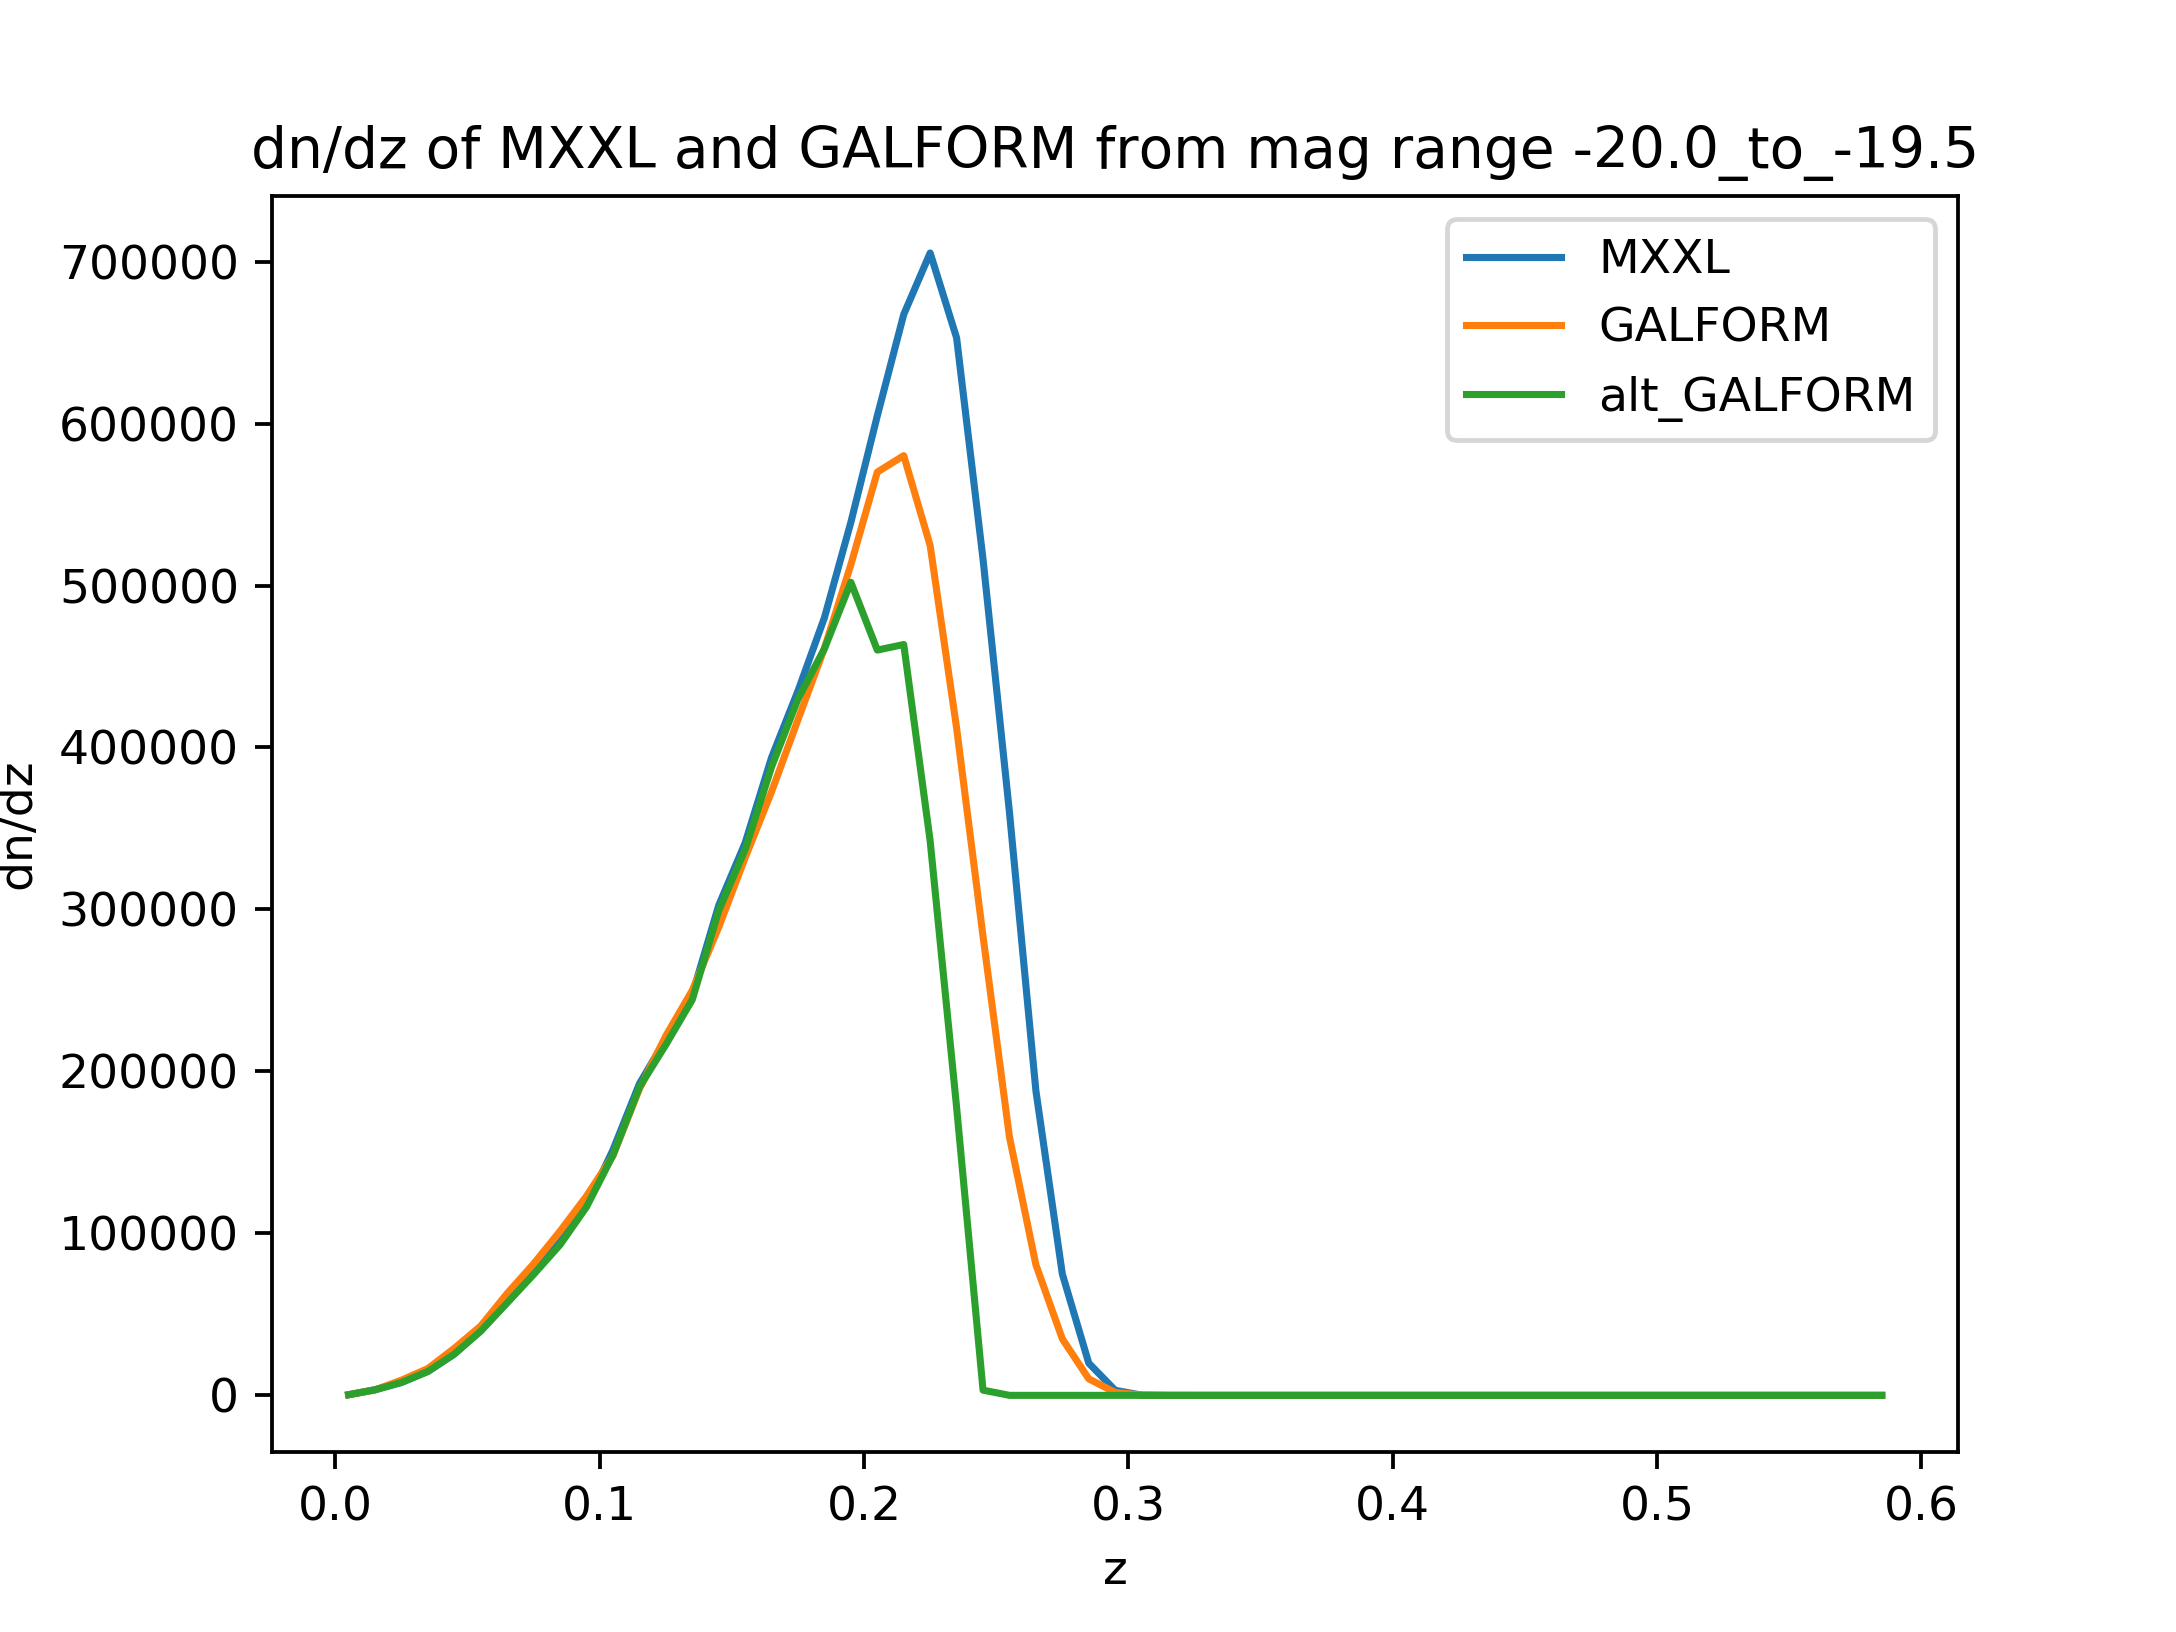 dn/dz of MXXL and GALFORM from mag range -20.0_to_-19.5
MXXL
GALFORM
alt_GALFORM
700000
600000
500000
400000
300000
200000
100000
0
dn/dz
0.0 0.1 0.2 0.3 0.4 0.5 0.6
z